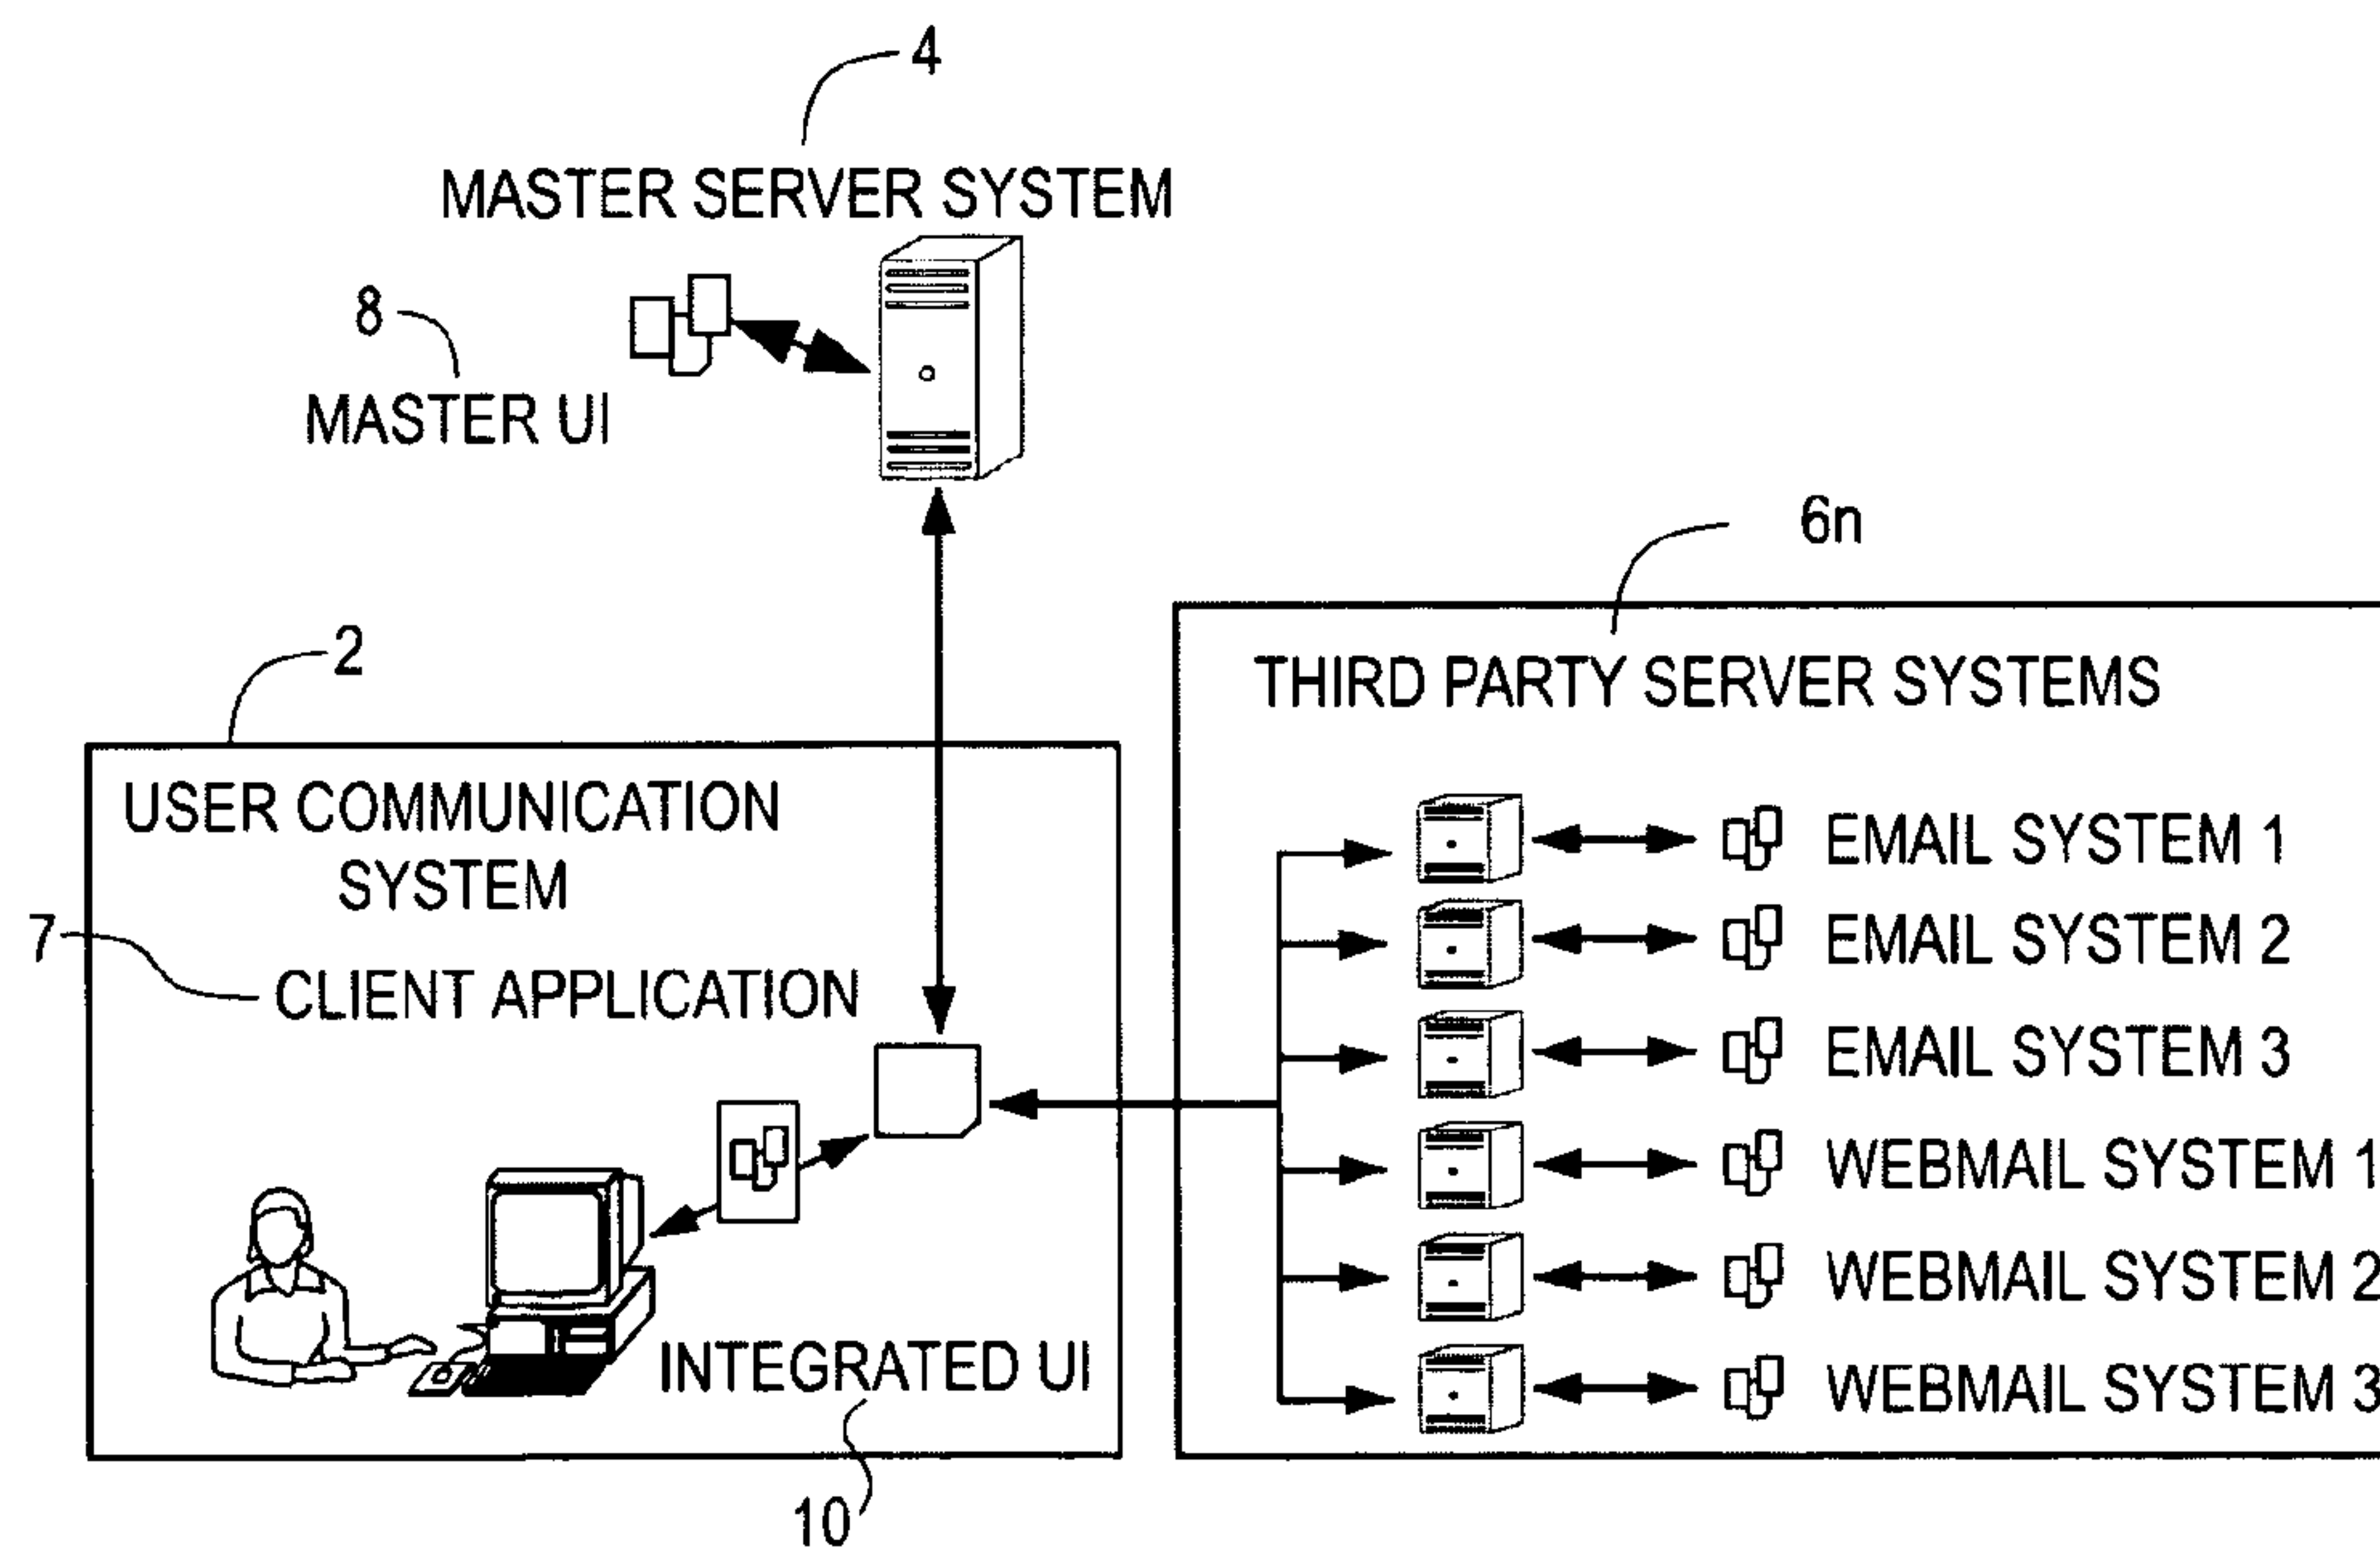 4
MASTER SERVER SYSTEM
8
MASTER UI
6n
2
THIRD PARTY SERVER SYSTEMS
USER COMMUNICATION
SYSTEM
7
CLIENT APPLICATION
EMAIL SYSTEM 1
EMAIL SYSTEM 2
EMAIL SYSTEM 3
WEBMAIL SYSTEM 1
WEBMAIL SYSTEM 2
WEBMAIL SYSTEM 3
INTEGRATED UI
10